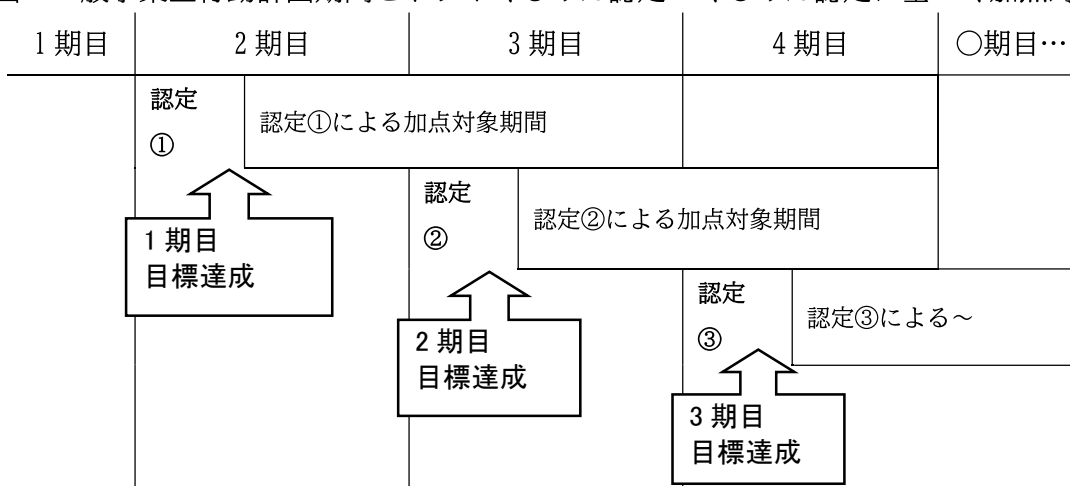 1期目 2期目 3期目 4期目 ○期目…
認定
①
認定①による加点対象期間
1期目
目標達成
認定
②
認定②による加点対象期間
2期目
目標達成
認定
③
認定③による～
3期目
目標達成